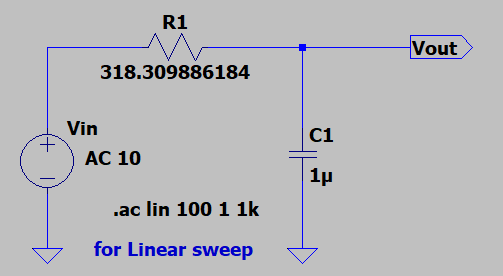 R1
318.309886184
Vout
Vin
AC 10
C1
1µ
.ac lin 100 1 1k
for Linear sweep